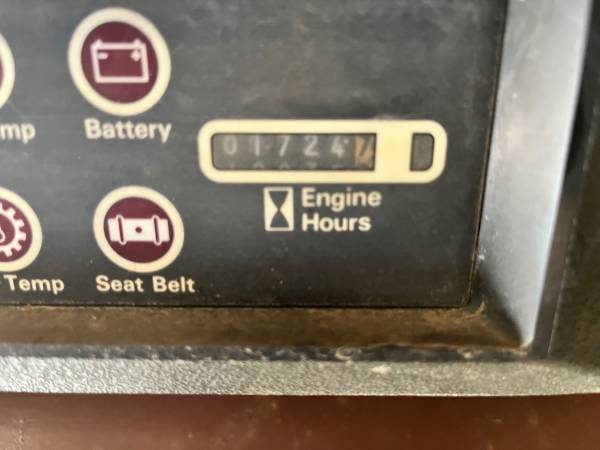 mp
Battery
01724
Engine
Hours
Temp
Seat Belt